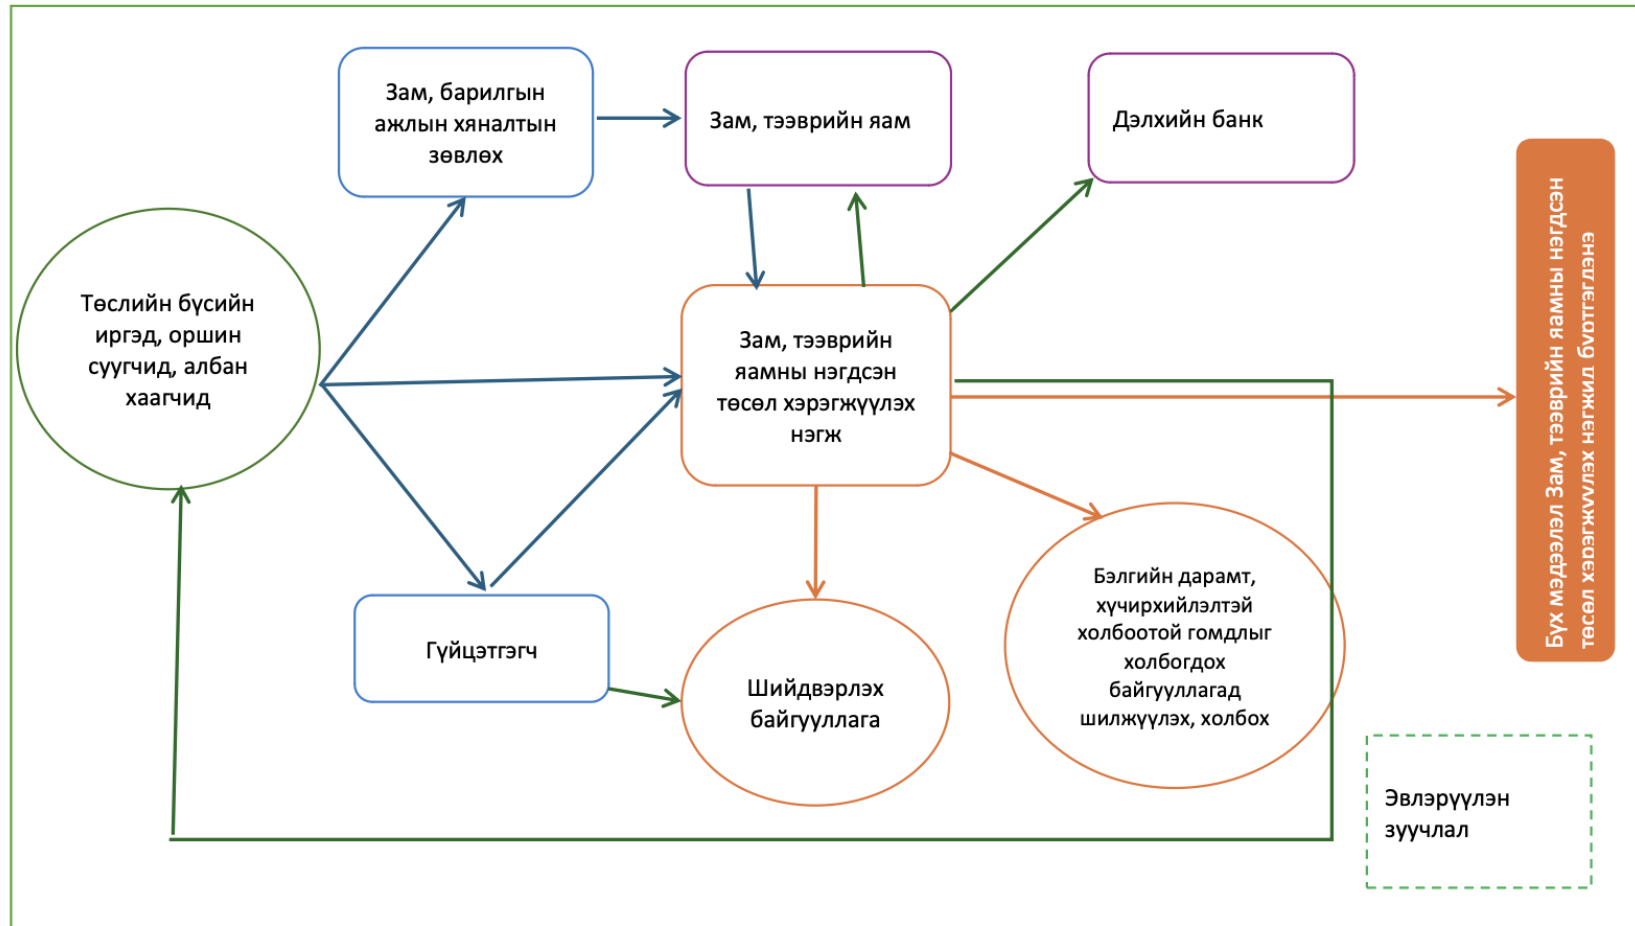 Зам, барилгын
ажлын хяналтын
зөвлөх
Зам, тээврийн яам
Дэлхийн банк
Төслийн бүсийн
иргэд, оршин
суугчид, албан
хаагчид
Зам, тээврийн
яамны нэгдсэн
төсөл хэрэгжүүлэх
нэгж
Бүх мэдээлэл Зам, тээврийн яамны нэгдсэн
төсөл хэрэгжүүлэх нэгжид бүртгэгдэнэ
Гүйцэтгэгч
Шийдвэрлэх
байгууллага
Бэлгийн дарамт,
хүчирхийлэлтэй
холбоотой гомдлыг
холбогдох
байгууллагад
шилжүүлэх, холбох
Эвлэрүүлэн
зуучлал